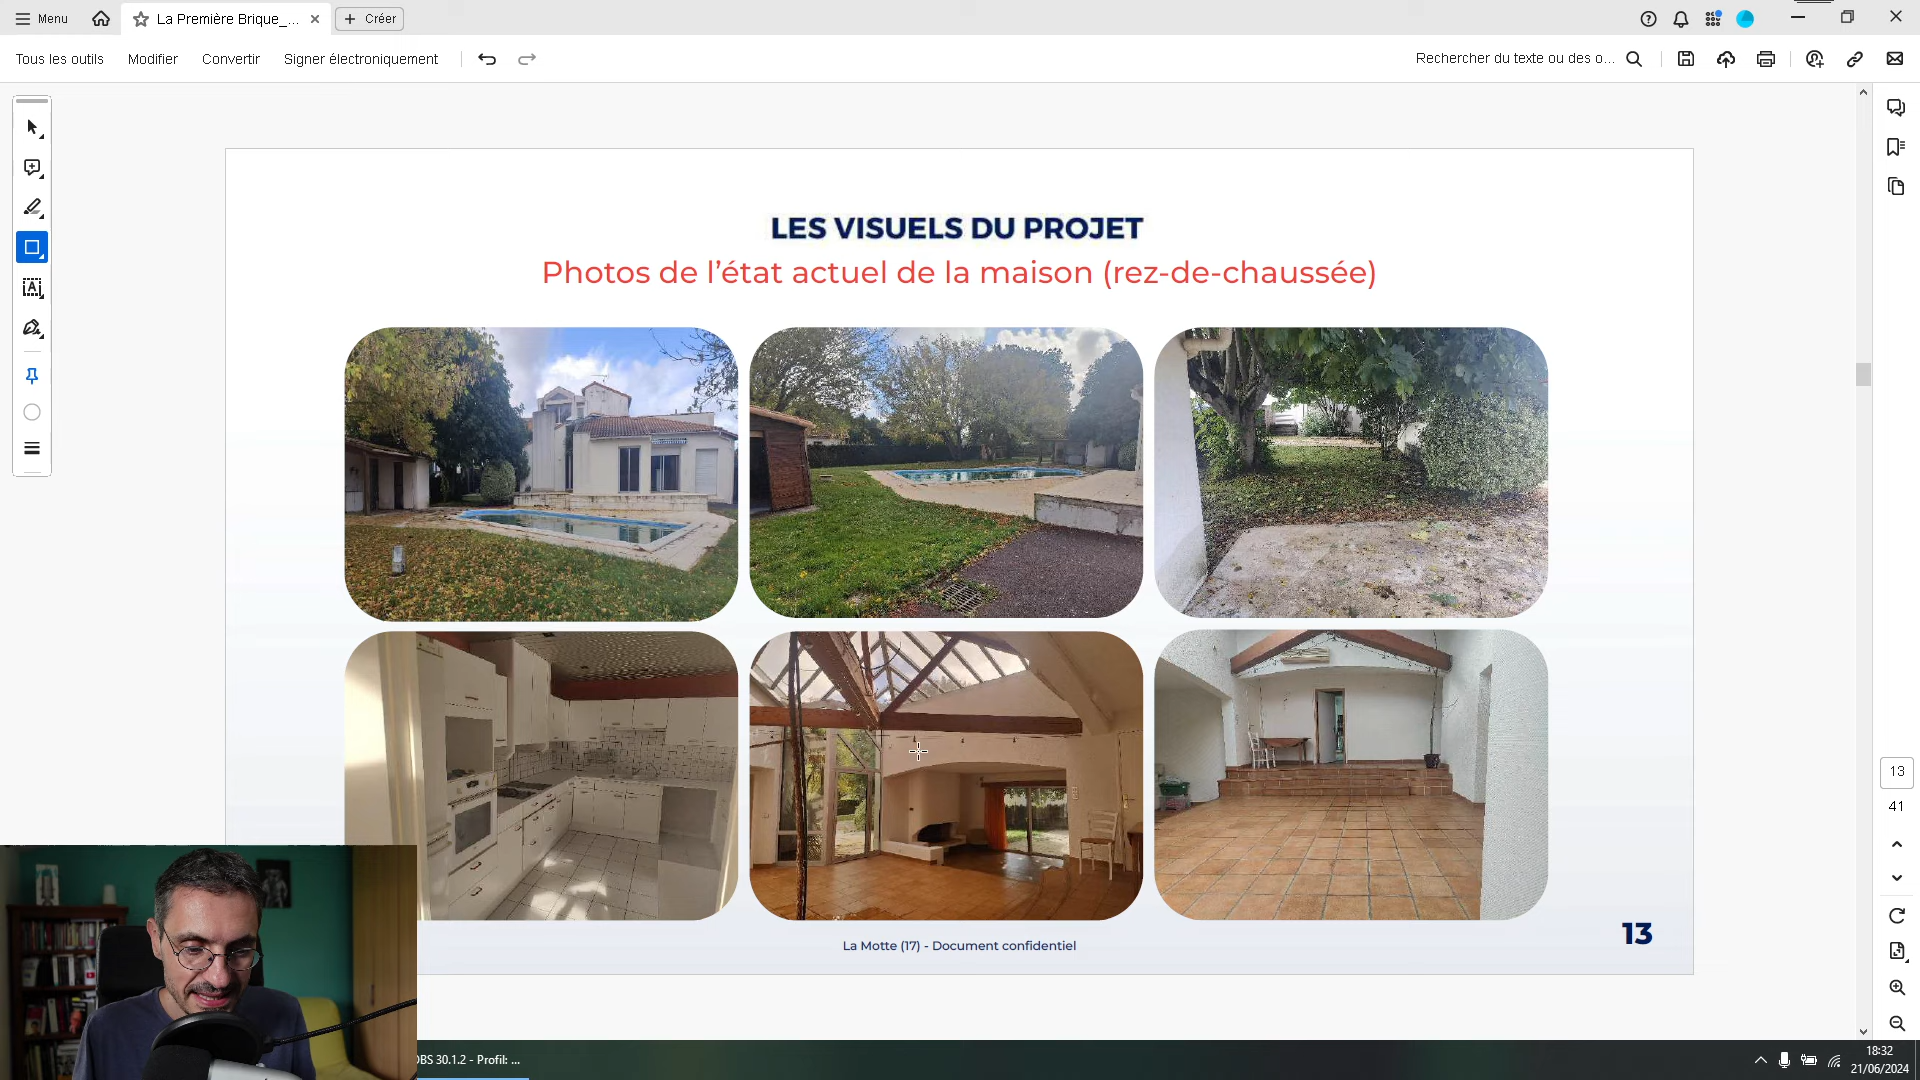 Menu
La Première Brique_...
Créer
Tous les outils
Modifier
Convertir
Signer électroniquement
Rechercher du texte ou des o...
LES VISUELS DU PROJET
Photos de l'état actuel de la maison (rez-de-chaussée)
13
41
La Motte (17) - Document confidentiel
13
OBS 30.1.2 - Profil: ...
18:32
21/06/2024